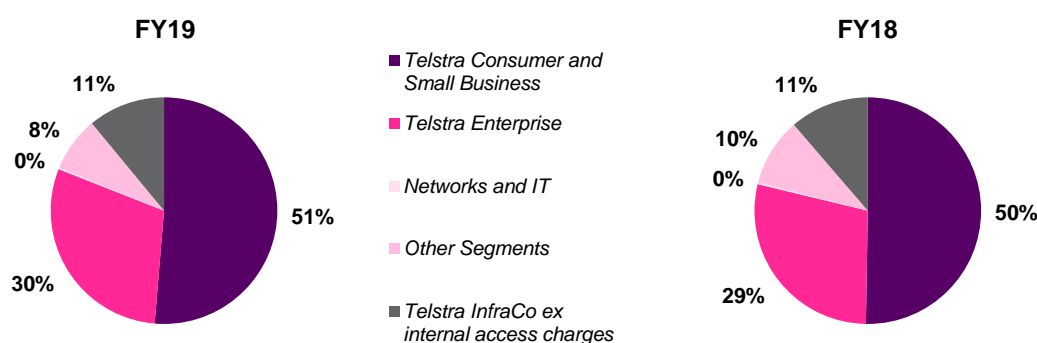 FY19
11%
8%
0%
51%
30%
Telstra Consumer and
Small Business
Telstra Enterprise
Networks and IT
Other Segments
Telstra InfraCo ex
internal access charges
FY18
11%
10%
0%
50%
29%